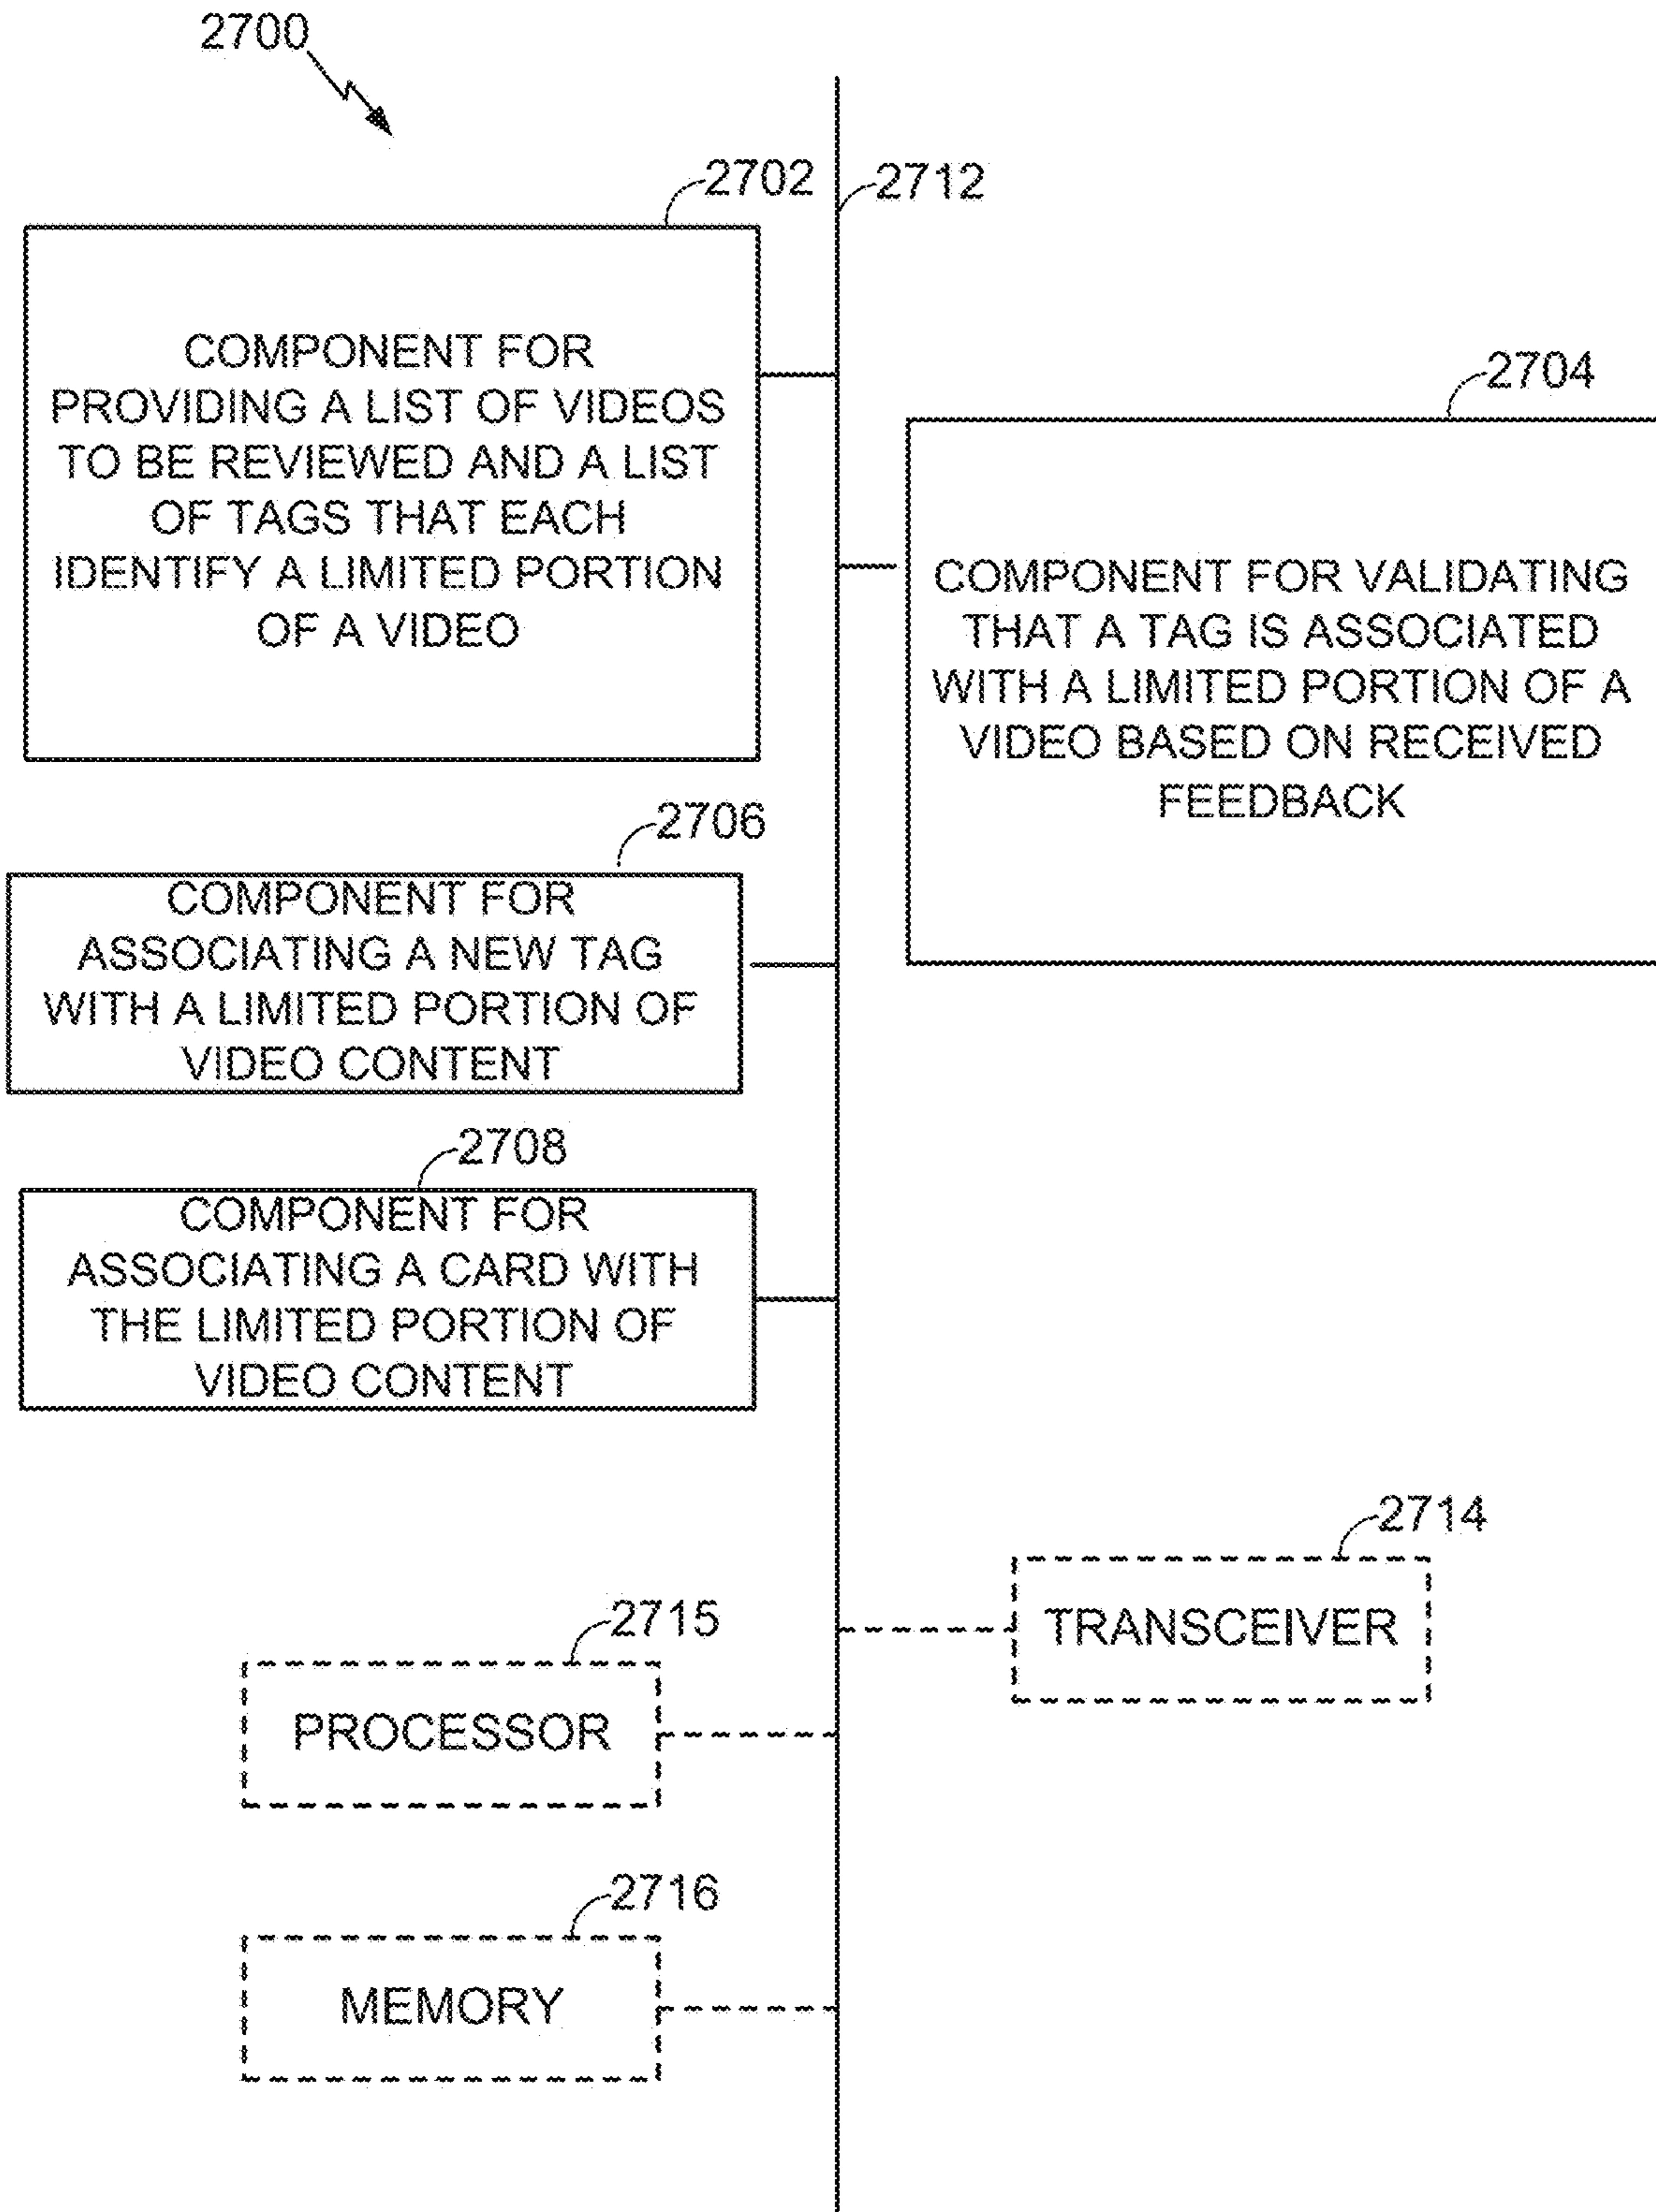 2700
2702
2712
COMPONENT FOR
PROVIDING A LIST OF VIDEOS
TO BE REVIEWED AND A LIST
OF TAGS THAT EACH
IDENTIFY A LIMITED PORTION
OF A VIDEO
2704
COMPONENT FOR VALIDATING
THAT A TAG IS ASSOCIATED
WITH A LIMITED PORTION OF A
VIDEO BASED ON RECEIVED
FEEDBACK
2706
COMPONENT FOR
ASSOCIATING A NEW TAG
WITH A LIMITED PORTION OF
VIDEO CONTENT
2708
COMPONENT FOR
ASSOCIATING A CARD WITH
THE LIMITED PORTION OF
VIDEO CONTENT
2714
TRANSCEIVER
2715
PROCESSOR
2716
MEMORY